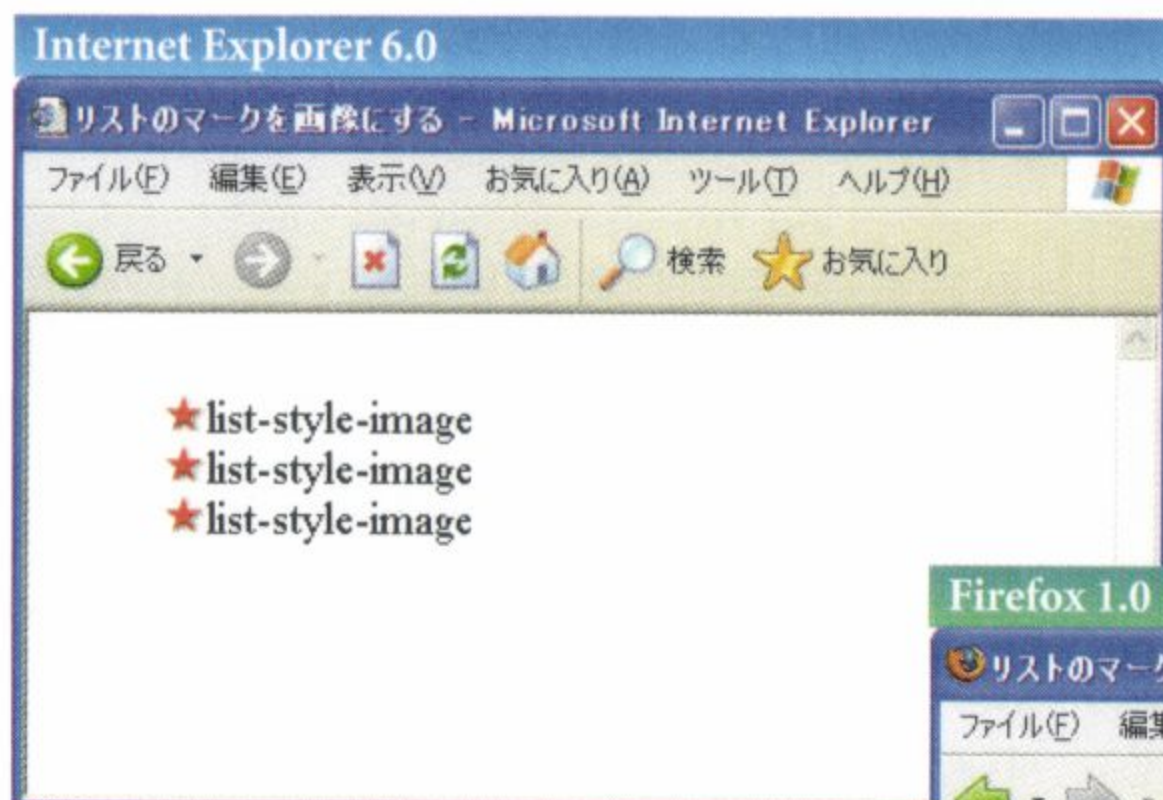 Internet Explorer 6.0
リストのマークを画像にする - Microsoft Internet Explorer
ファイル(F) 編集(E) 表示(V) お気に入り(A) ツール(T) ヘルプ(H)
戻る 検索 お気に入り
list-style-image
list-style-image
list-style-image
Firefox 1.0
リストのマーク
ファイル(F) 編集